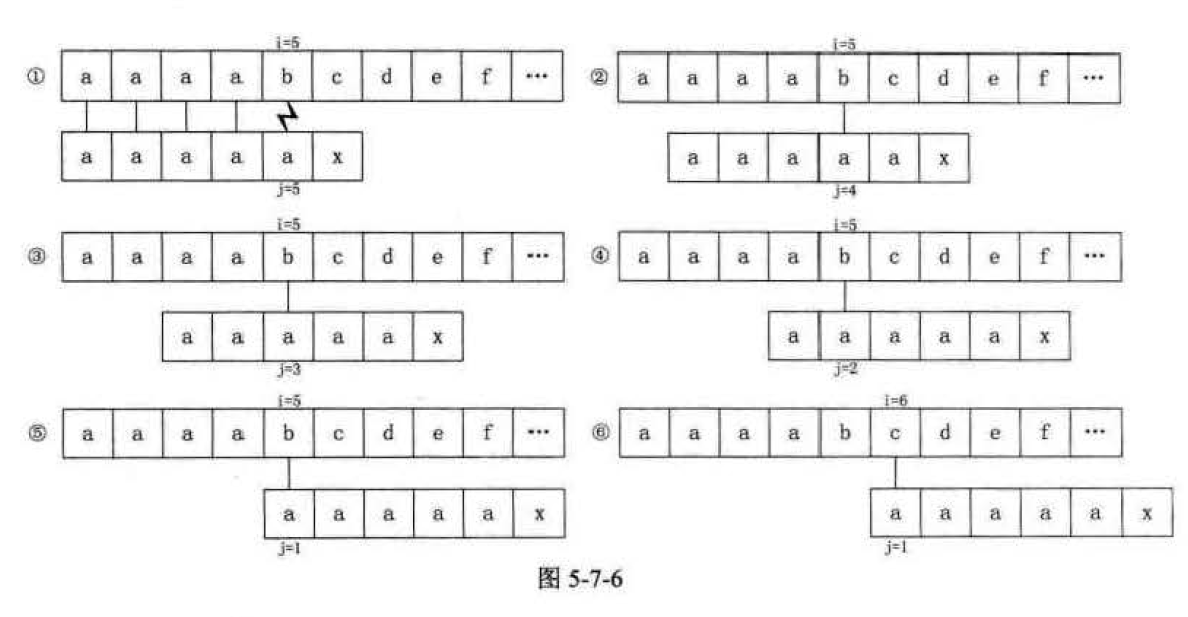 i=5
① a a a a b c d e f ···
a a a a a x
j=5
i=5
② a a a a b c d e f ···
a a a a a x
j=4
i=5
③ a a a a b c d e f ···
a a a a a x
j=3
i=5
④ a a a a b c d e f ···
a a a a a x
j=2
i=5
⑤ a a a a b c d e f ···
a a a a a x
j=1
i=6
⑥ a a a a b c d e f ···
a a a a a x
j=1
图 5-7-6